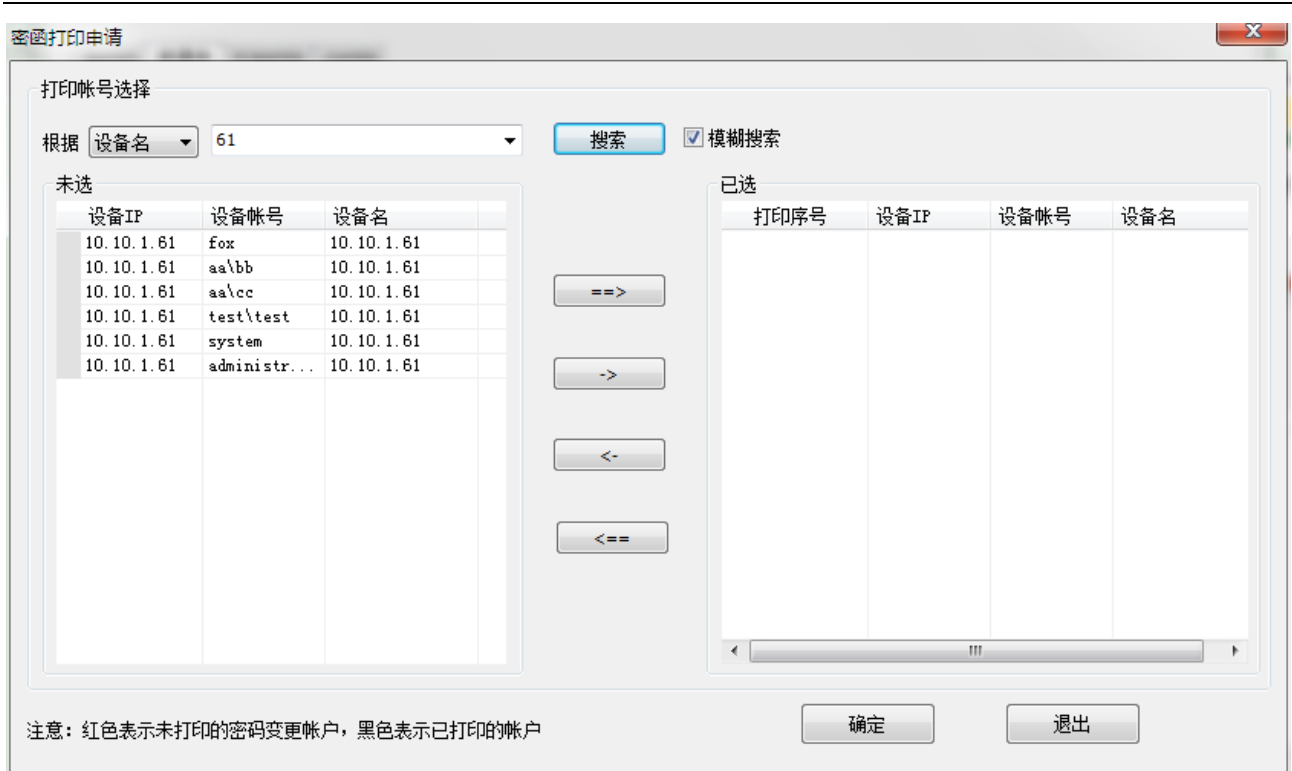 密函打印申请
打印帐号选择
根据 设备名 61 搜索 模糊搜索
未选 已选
设备IP 设备帐号 设备名 打印序号 设备IP 设备帐号 设备名
10.10.1.61 fox 10.10.1.61
10.10.1.61 aa\bb 10.10.1.61
10.10.1.61 aa\cc 10.10.1.61
==>
10.10.1.61 test\test 10.10.1.61
10.10.1.61 system 10.10.1.61
10.10.1.61 administr... 10.10.1.61
->
<-
<==
注意：红色表示未打印的密码变更帐户，黑色表示已打印的帐户 确定 退出